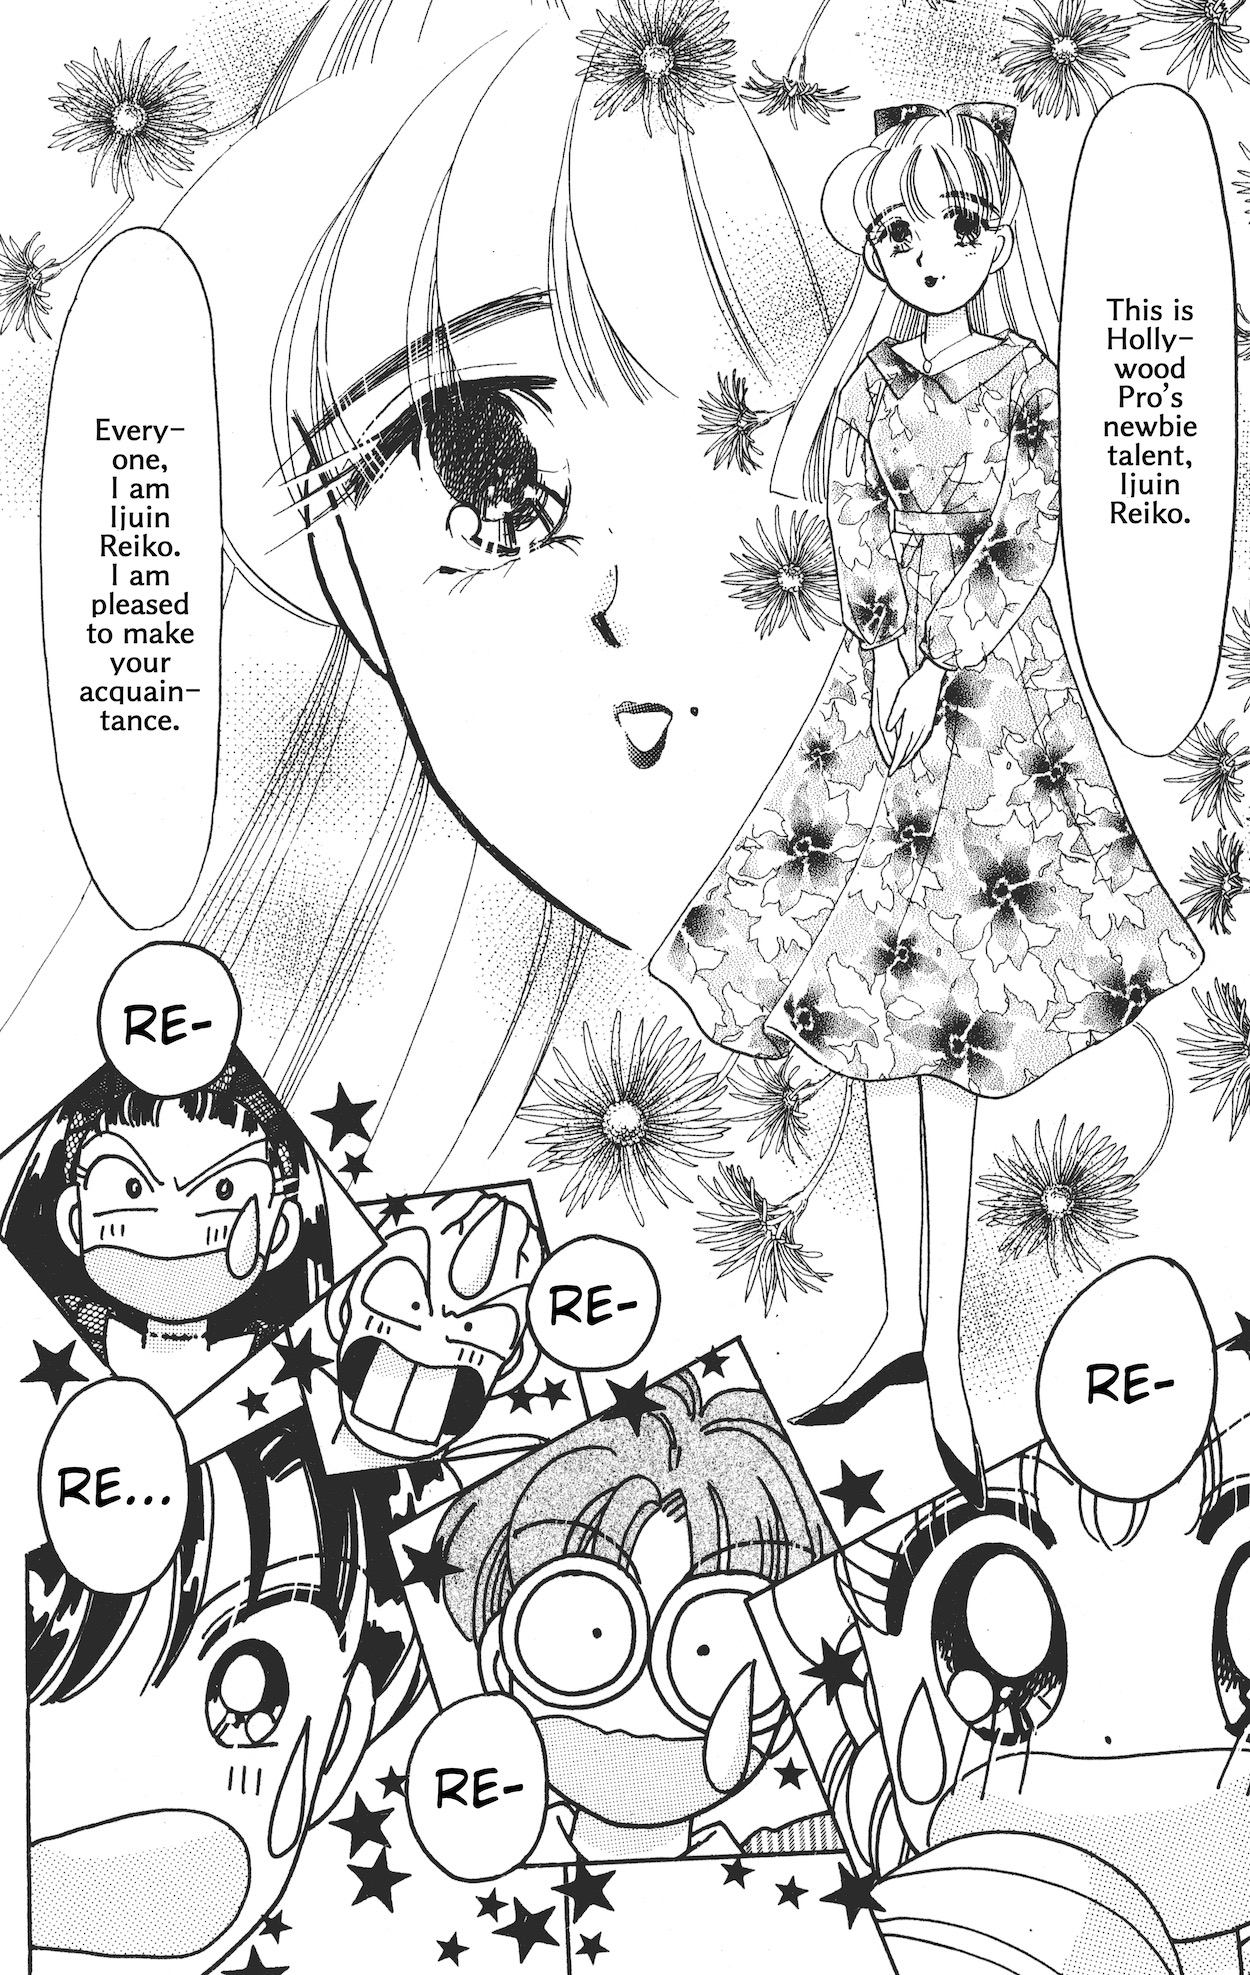 This is
Holly-
wood
Pro's
newbie
talent,
Ijuin
Reiko.
Every-
one,
I am
Ijuin
Reiko.
I am
pleased
to make
your
acquain-
tance.
RE-
RE-
RE-
RE...
RE-